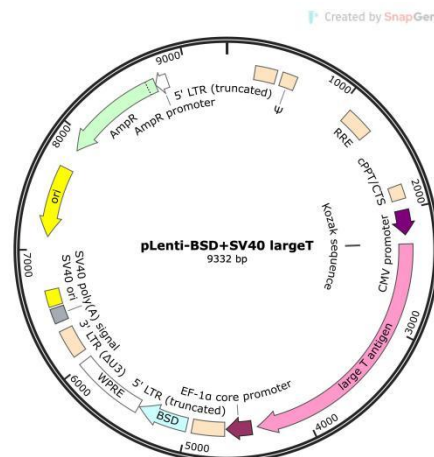 Created by SnapGen
9000
1000
2000
3000
4000
5000
6000
7000
8000
5' LTR (truncated)
Ψ
RRE
cPPT/CTS
CMV promoter
Kozak sequence
large T antigen
EF-1α core promoter
5' LTR (truncated)
BSD
WPRE
3' LTR (ΔU3)
SV40 poly(A) signal
SV40 ori
ori
AmpR
AmpR promoter
pLenti-BSD+SV40 largeT
9332 bp